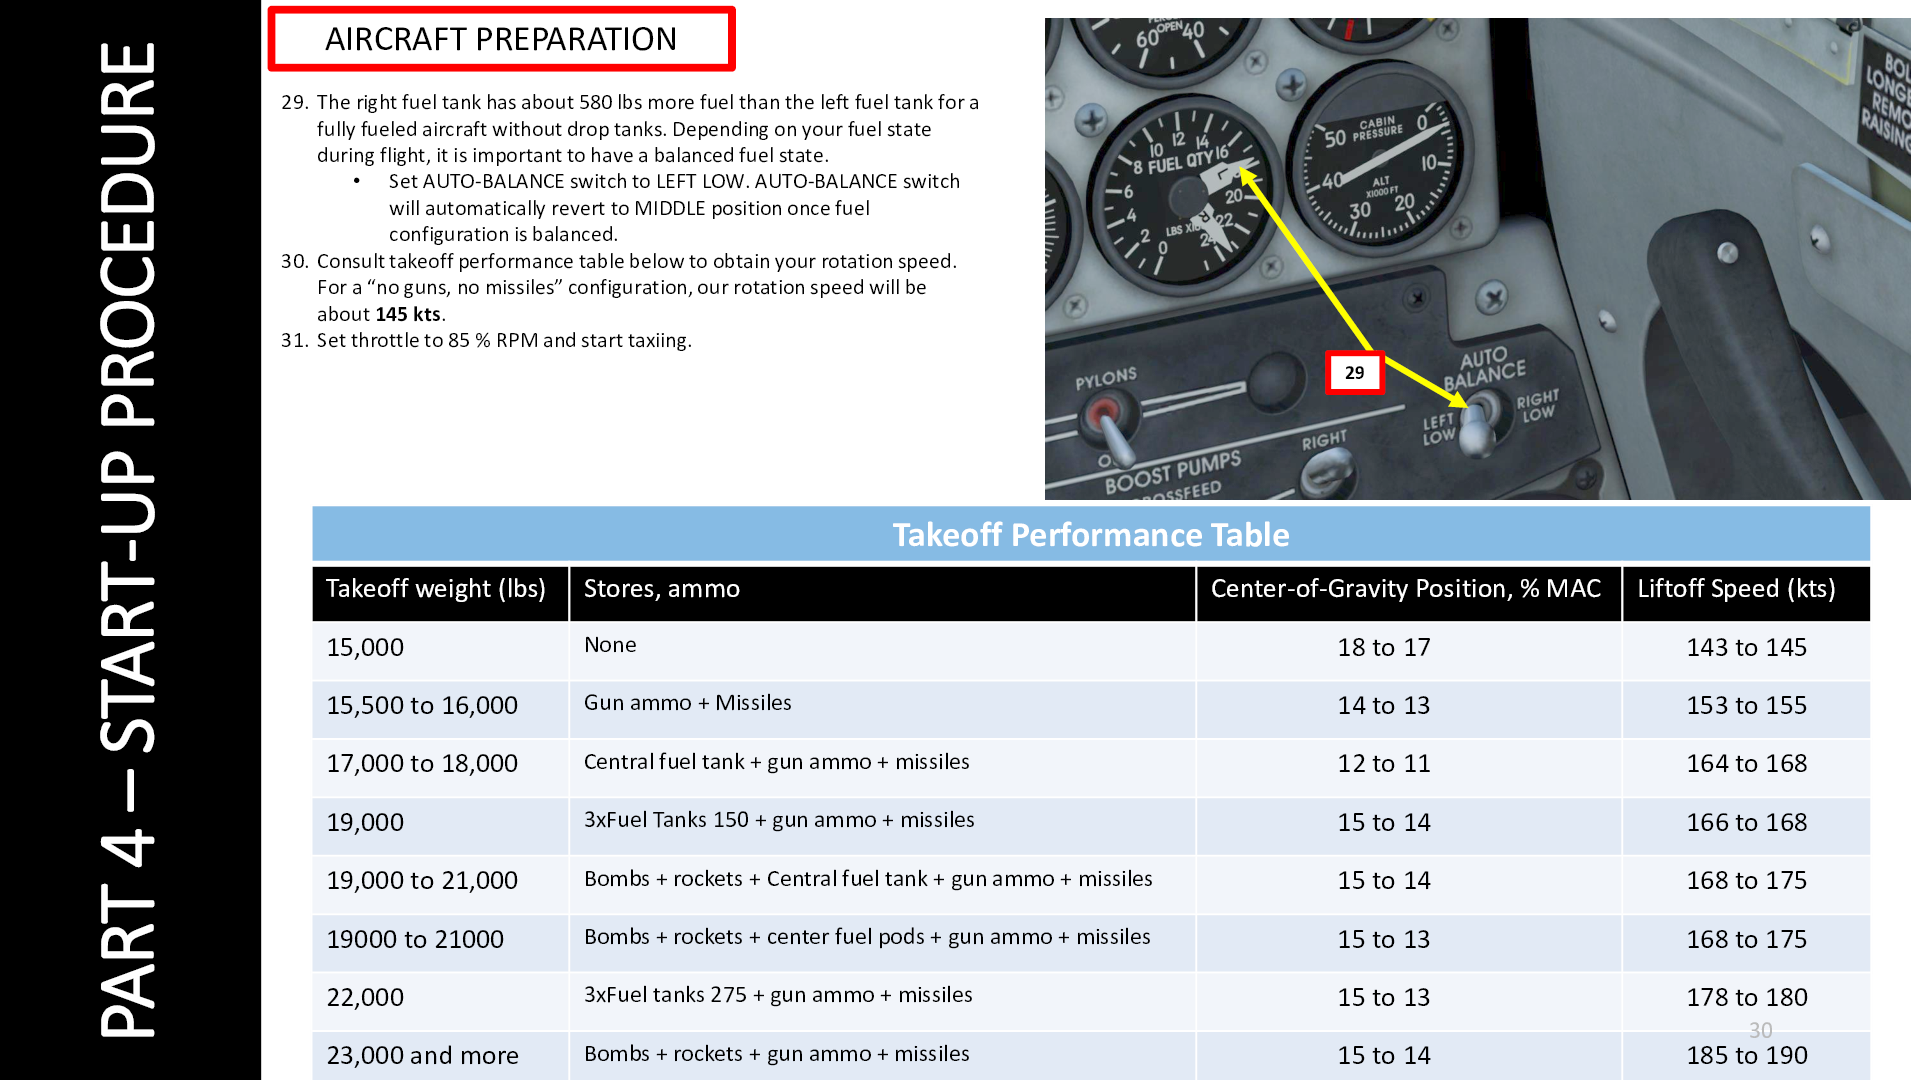 PART 4 – START-UP PROCEDURE
AIRCRAFT PREPARATION
29. The right fuel tank has about 580 lbs more fuel than the left fuel tank for a
fully fueled aircraft without drop tanks. Depending on your fuel state
during flight, it is important to have a balanced fuel state.
• Set AUTO-BALANCE switch to LEFT LOW. AUTO-BALANCE switch
will automatically revert to MIDDLE position once fuel
configuration is balanced.
30. Consult takeoff performance table below to obtain your rotation speed.
For a “no guns, no missiles” configuration, our rotation speed will be
about 145 kts.
31. Set throttle to 85 % RPM and start taxiing.
OPEN
60 40
0 2 4 6 8 10 12 14 16 20 22 24
FUEL QTY
L
R
LBS
CABIN
PRESSURE
50 0
40 10
30 20
ALT
X1000 FT
BOL
LONGE
REMO
RAISING
29
PYLONS
AUTO
BALANCE
LEFT
LOW
RIGHT
LOW
RIGHT
BOOST PUMPS
ROSSFEED
Takeoff Performance Table
Takeoff weight (lbs) Stores, ammo Center-of-Gravity Position, % MAC Liftoff Speed (kts)
15,000 None 18 to 17 143 to 145
15,500 to 16,000 Gun ammo + Missiles 14 to 13 153 to 155
17,000 to 18,000 Central fuel tank + gun ammo + missiles 12 to 11 164 to 168
19,000 3xFuel Tanks 150 + gun ammo + missiles 15 to 14 166 to 168
19,000 to 21,000 Bombs + rockets + Central fuel tank + gun ammo + missiles 15 to 14 168 to 175
19000 to 21000 Bombs + rockets + center fuel pods + gun ammo + missiles 15 to 13 168 to 175
22,000 3xFuel tanks 275 + gun ammo + missiles 15 to 13 178 to 180
30
23,000 and more Bombs + rockets + gun ammo + missiles 15 to 14 185 to 190